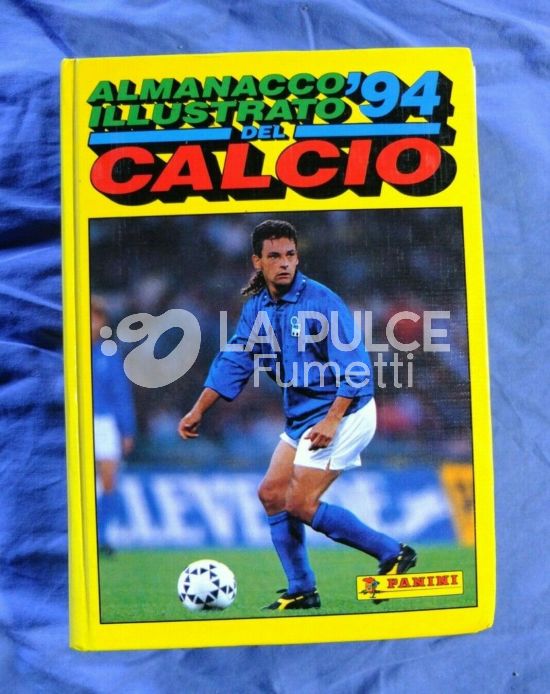 ALMANACCO '94
ILLUSTRATO
DEL
CALCIO
LA PULCE
Fumetti
PANINI